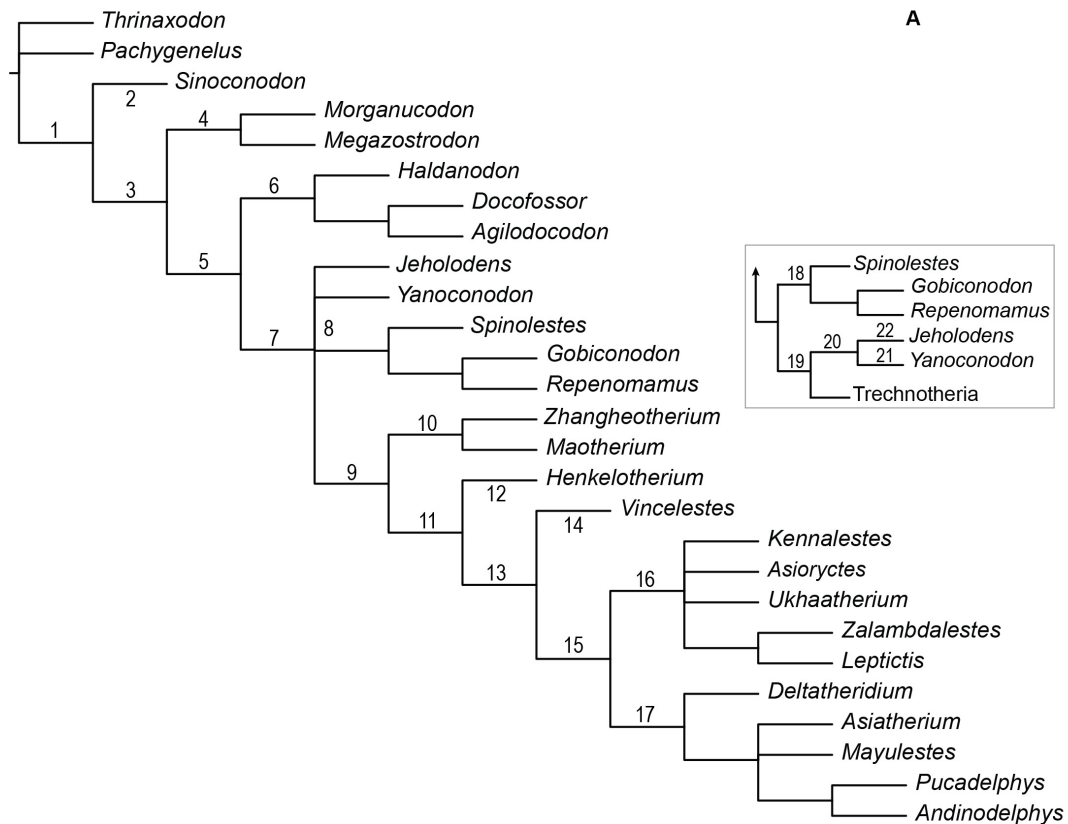 A
Thrinaxodon
Pachygenelus
Sinoconodon
2
1
Morganucodon
4
Megazostrodon
3
Haldanodon
6
Docofossor
Agilodocodon
5
Jeholodens
Yanoconodon
8
Spinolestes
7
Gobiconodon
Repenomamus
18
Spinolestes
Gobiconodon
Repenomamus
22
Jeholodens
20
21
Yanoconodon
19
Trechnotheria
10
Zhangheotherium
Maotherium
9
Henkelotherium
12
11
Vincelestes
14
13
Kennalestes
Asioryctes
16
Ukhaatherium
Zalambdalestes
15
Leptictis
Deltatheridium
17
Asiatherium
Mayulestes
Pucadelphys
Andinodelphys